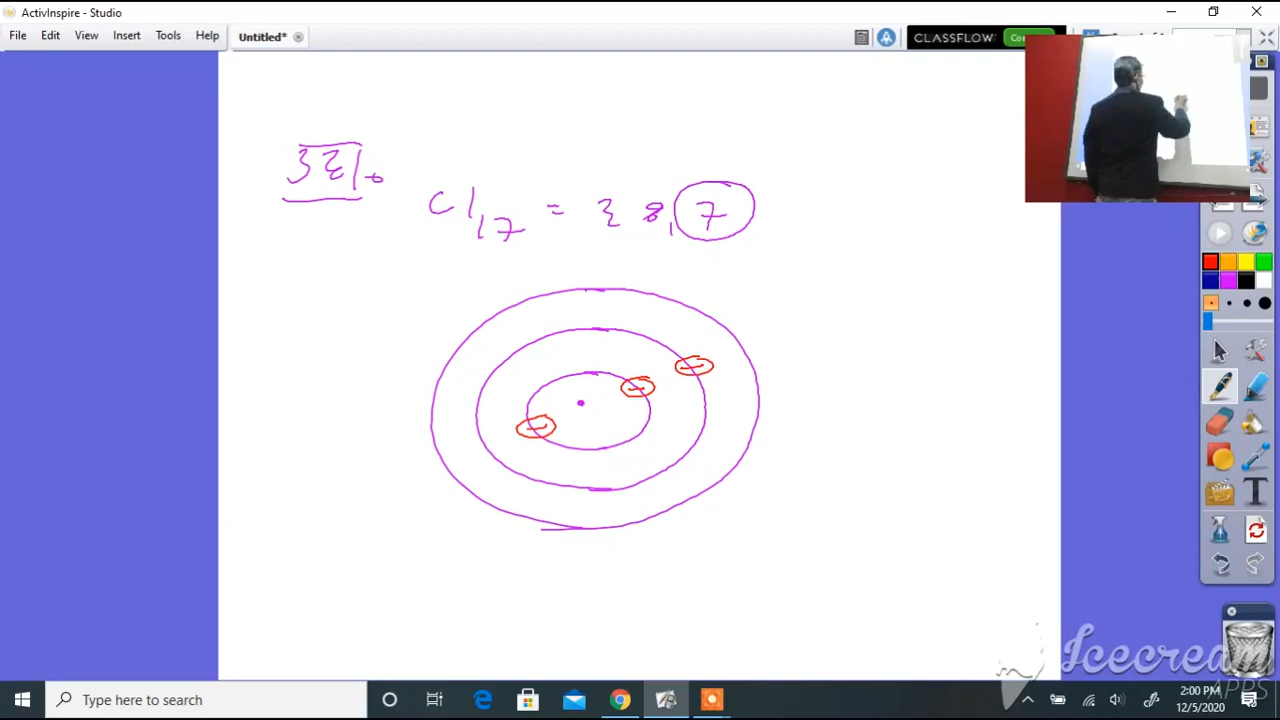 ActivInspire - Studio
File Edit View Insert Tools Help Untitled*
CLASSFLOW
Cl17 = 2 8, 7
Icecream
APPS
Type here to search
2:00 PM
12/5/2020